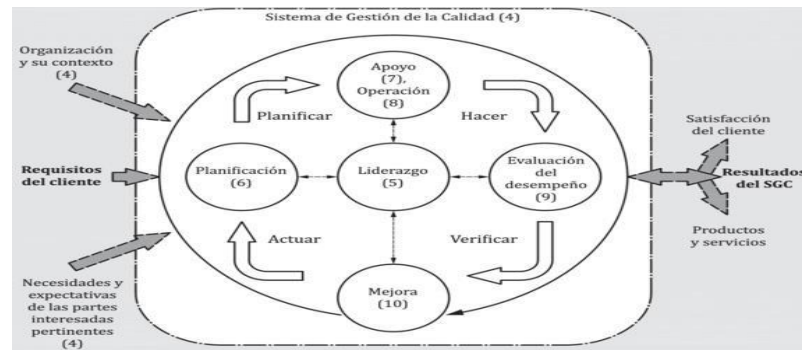 Sistema de Gestión de la Calidad (4)
Organización
y su contexto
(4)
Requisitos
del cliente
Necesidades y
expectativas
de las partes
interesadas
pertinentes
(4)
Planificar
Apoyo
(7),
Operación
(8)
Hacer
Planificación
(6)
Liderazgo
(5)
Evaluación
del
desempeño
(9)
Actuar
Verificar
Mejora
(10)
Satisfacción
del cliente
Resultados
del SGC
Productos
y servicios